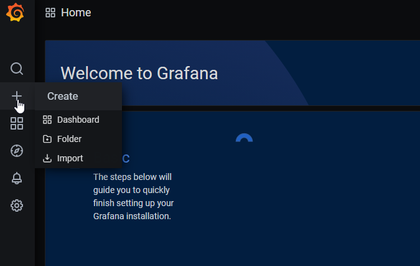 Home
Welcome to Grafana
Create
Dashboard
Folder
Import
C
The steps below will
guide you to quickly
finish setting up your
Grafana installation.